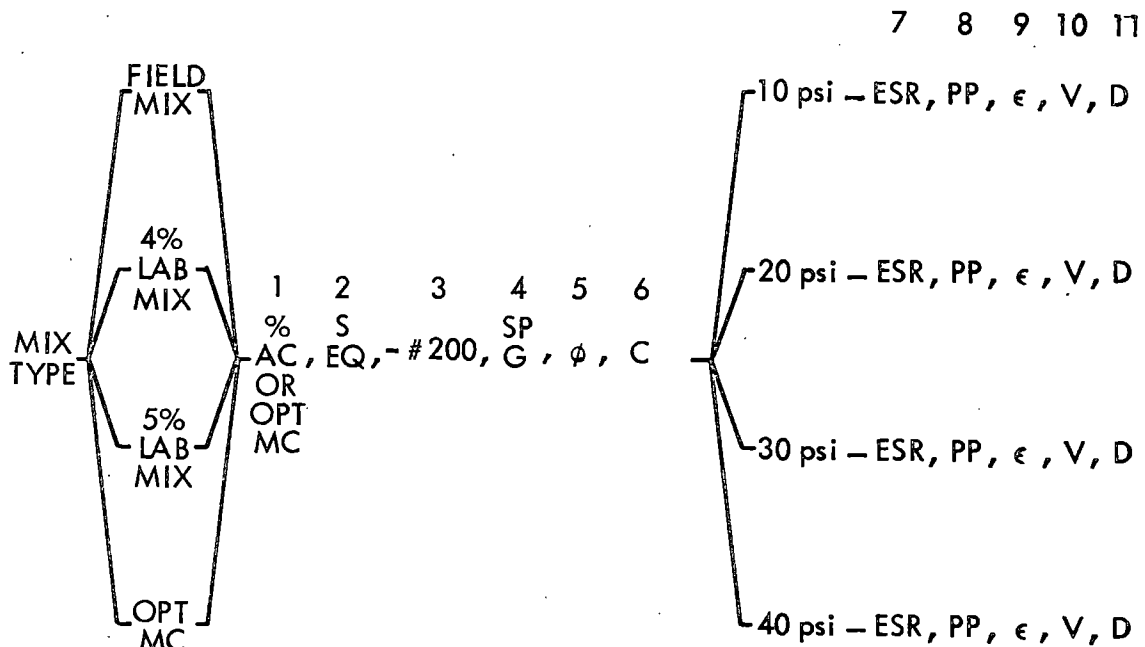 7 8 9 10 11
FIELD
MIX
10 psi – ESR, PP, ε, V, D
4%
LAB
MIX
20 psi – ESR, PP, ε, V, D
1 2 3 4 5 6
MIX
TYPE
% S SP
AC, EQ, - #200, G, φ, C
OR
OPT
MC
5%
LAB
MIX
30 psi – ESR, PP, ε, V, D
OPT
MC
40 psi – ESR, PP, ε, V, D